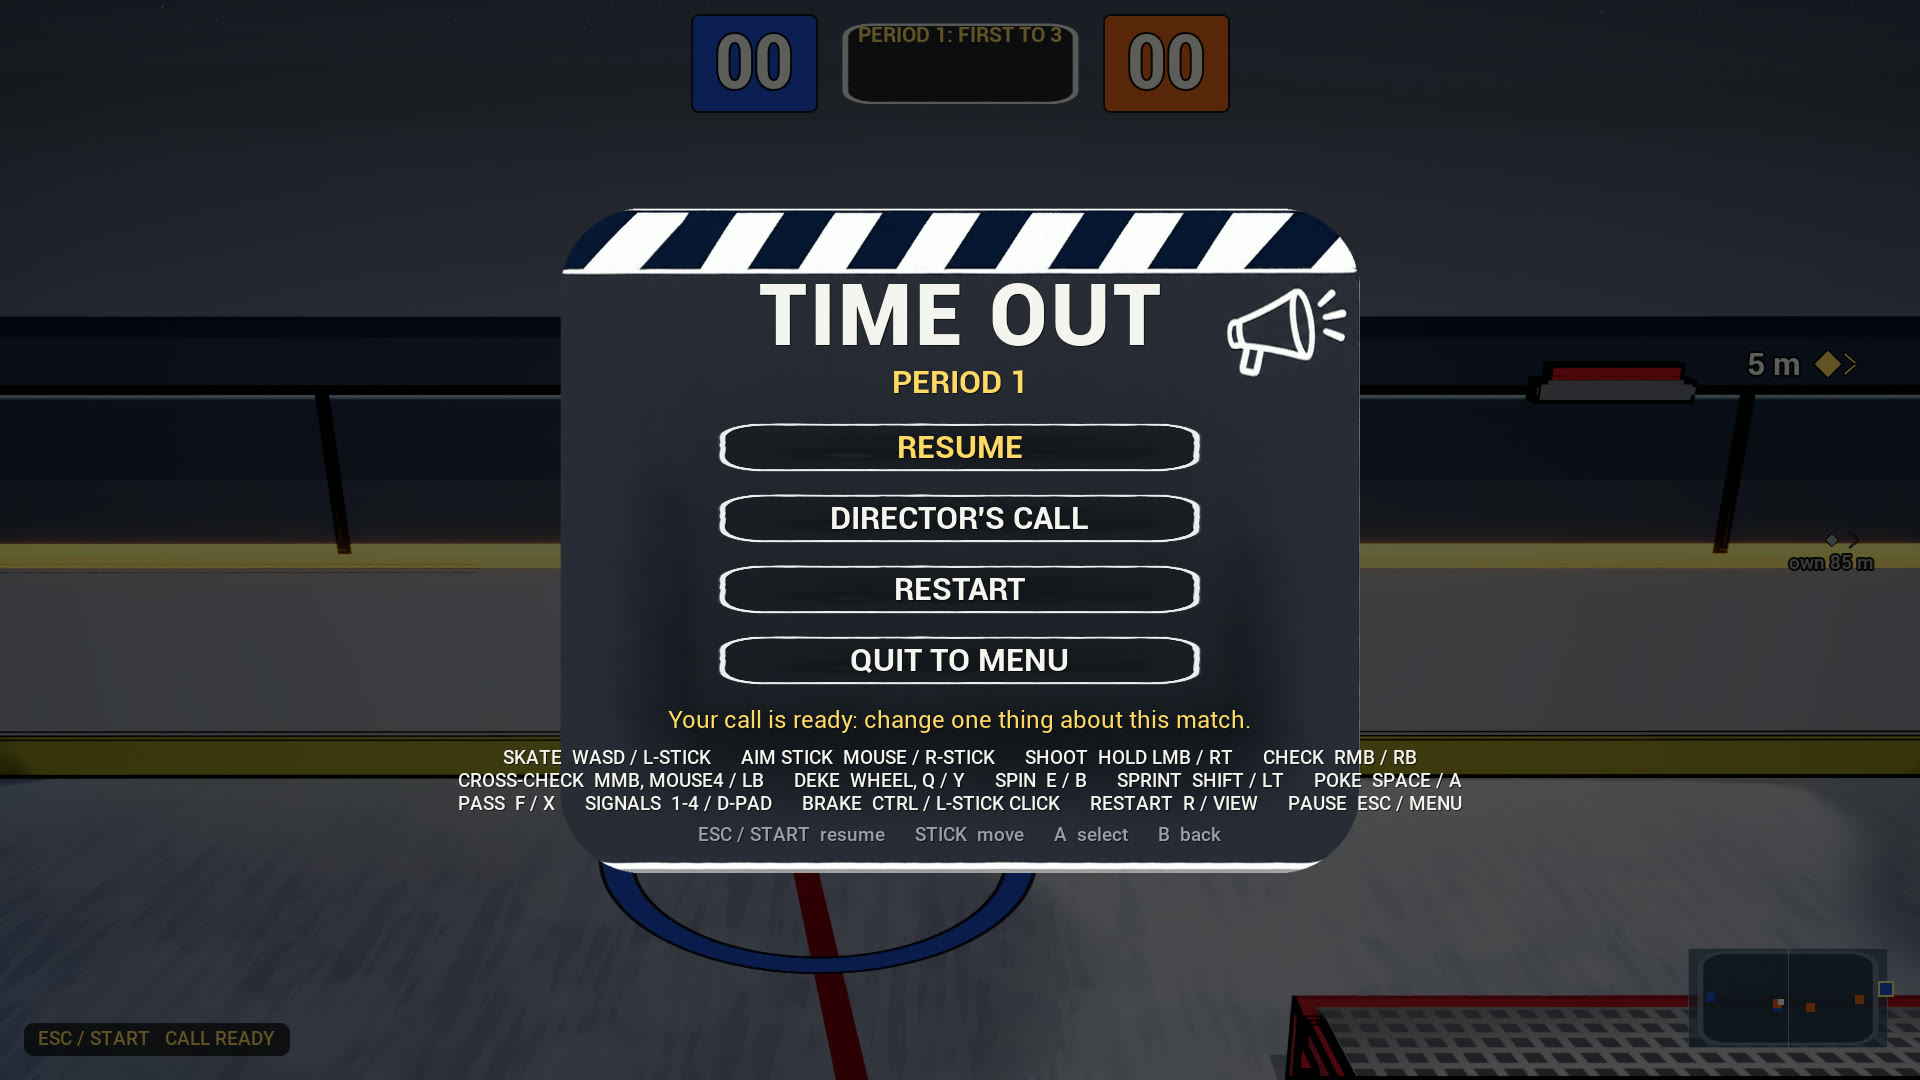 00
PERIOD 1: FIRST TO 3
00
TIME OUT
PERIOD 1
5 m
RESUME
DIRECTOR'S CALL
own 85 m
RESTART
QUIT TO MENU
Your call is ready: change one thing about this match.
SKATE WASD / L-STICK AIM STICK MOUSE / R-STICK SHOOT HOLD LMB / RT CHECK RMB / RB
CROSS-CHECK MMB, MOUSE4 / LB DEKE WHEEL, Q / Y SPIN E / B SPRINT SHIFT / LT POKE SPACE / A
PASS F / X SIGNALS 1-4 / D-PAD BRAKE CTRL / L-STICK CLICK RESTART R / VIEW PAUSE ESC / MENU
ESC / START resume STICK move A select B back
ESC / START CALL READY